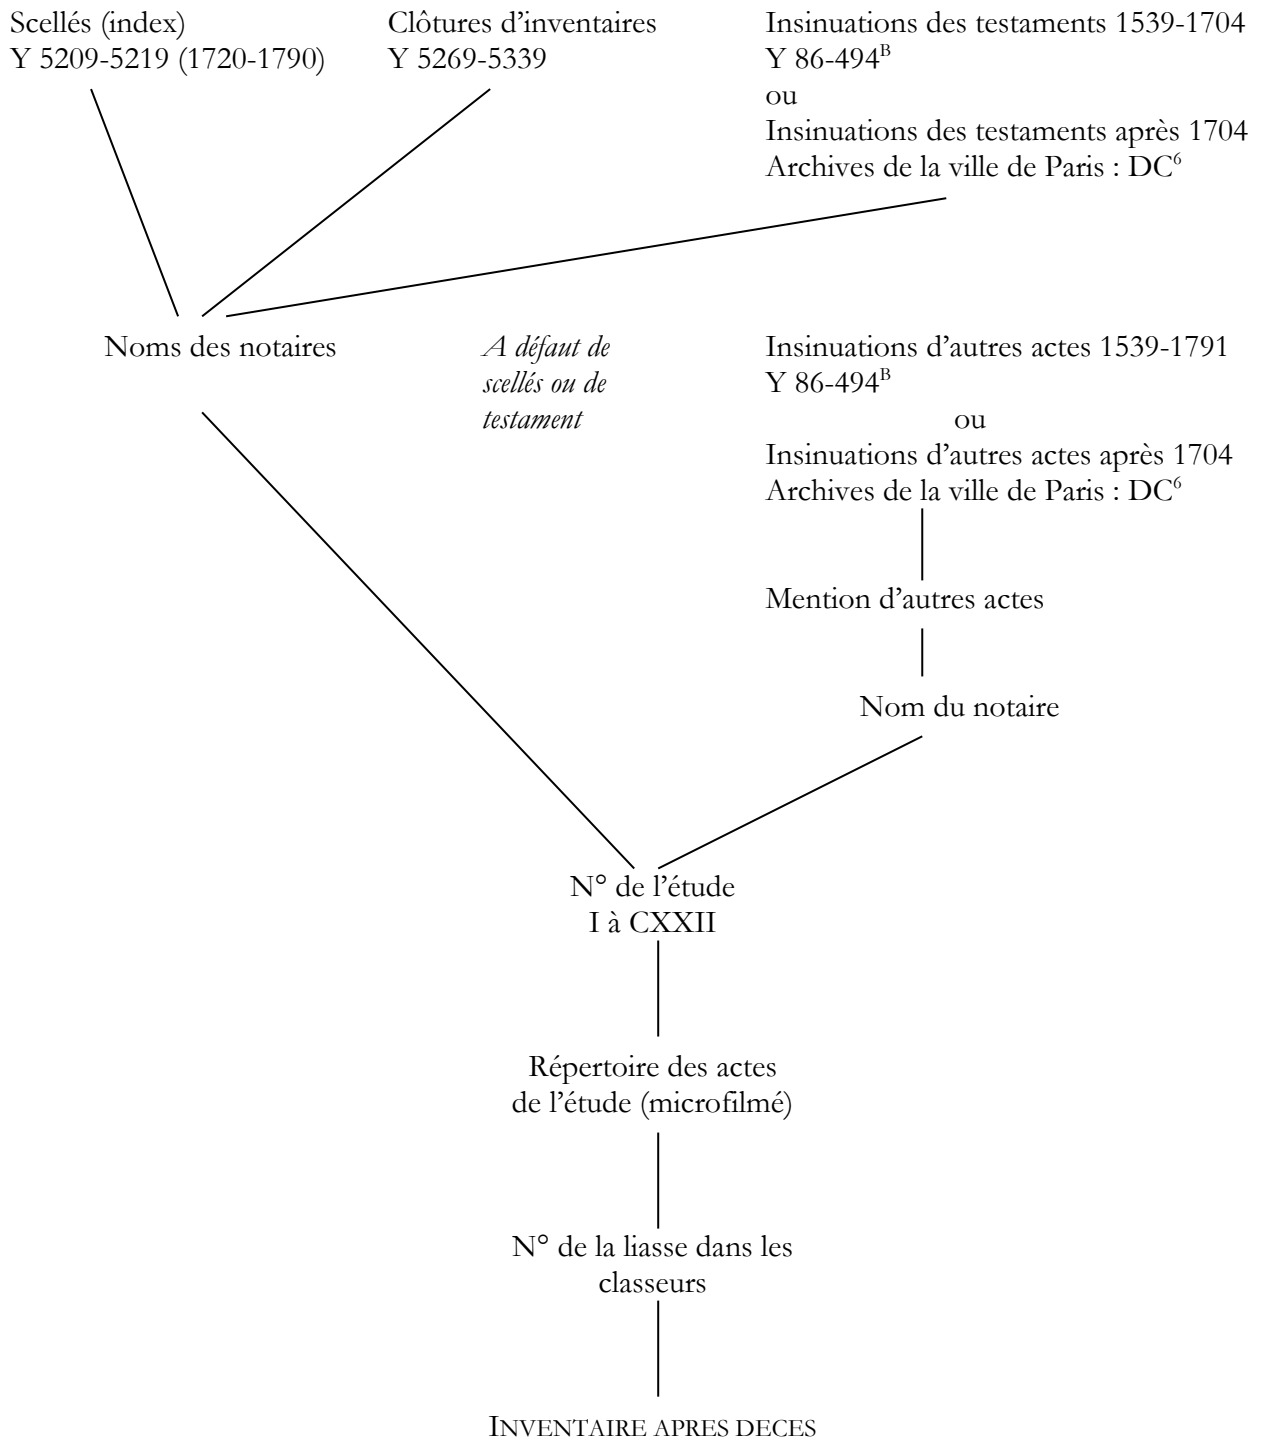 Scellés (index)
Y 5209-5219 (1720-1790)
Clôtures d’inventaires
Y 5269-5339
Insinuations des testaments 1539-1704
Y 86-494ᴮ
ou
Insinuations des testaments après 1704
Archives de la ville de Paris : DC⁶
Noms des notaires
A défaut de
scellés ou de
testament
Insinuations d’autres actes 1539-1791
Y 86-494ᴮ
ou
Insinuations d’autres actes après 1704
Archives de la ville de Paris : DC⁶
Mention d’autres actes
Nom du notaire
N° de l’étude
I à CXXII
Répertoire des actes
de l’étude (microfilmé)
N° de la liasse dans les
classeurs
INVENTAIRE APRES DECES